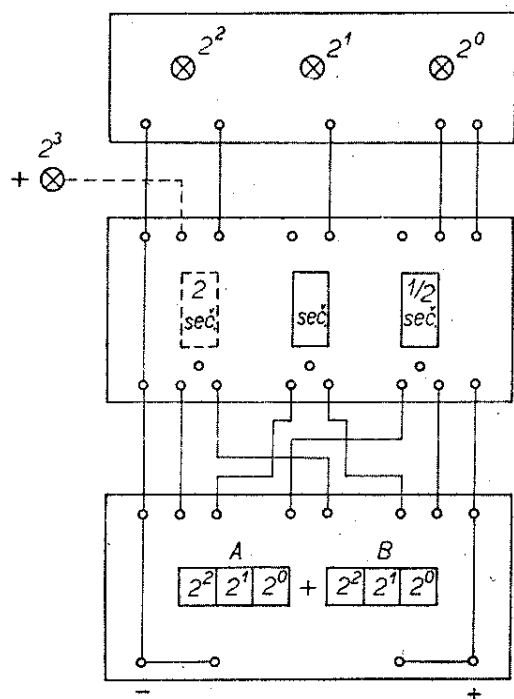 2² 2¹ 2⁰
2³
+
2 seč. seč. 1/2 seč.
A B
2² 2¹ 2⁰ + 2² 2¹ 2⁰
− +